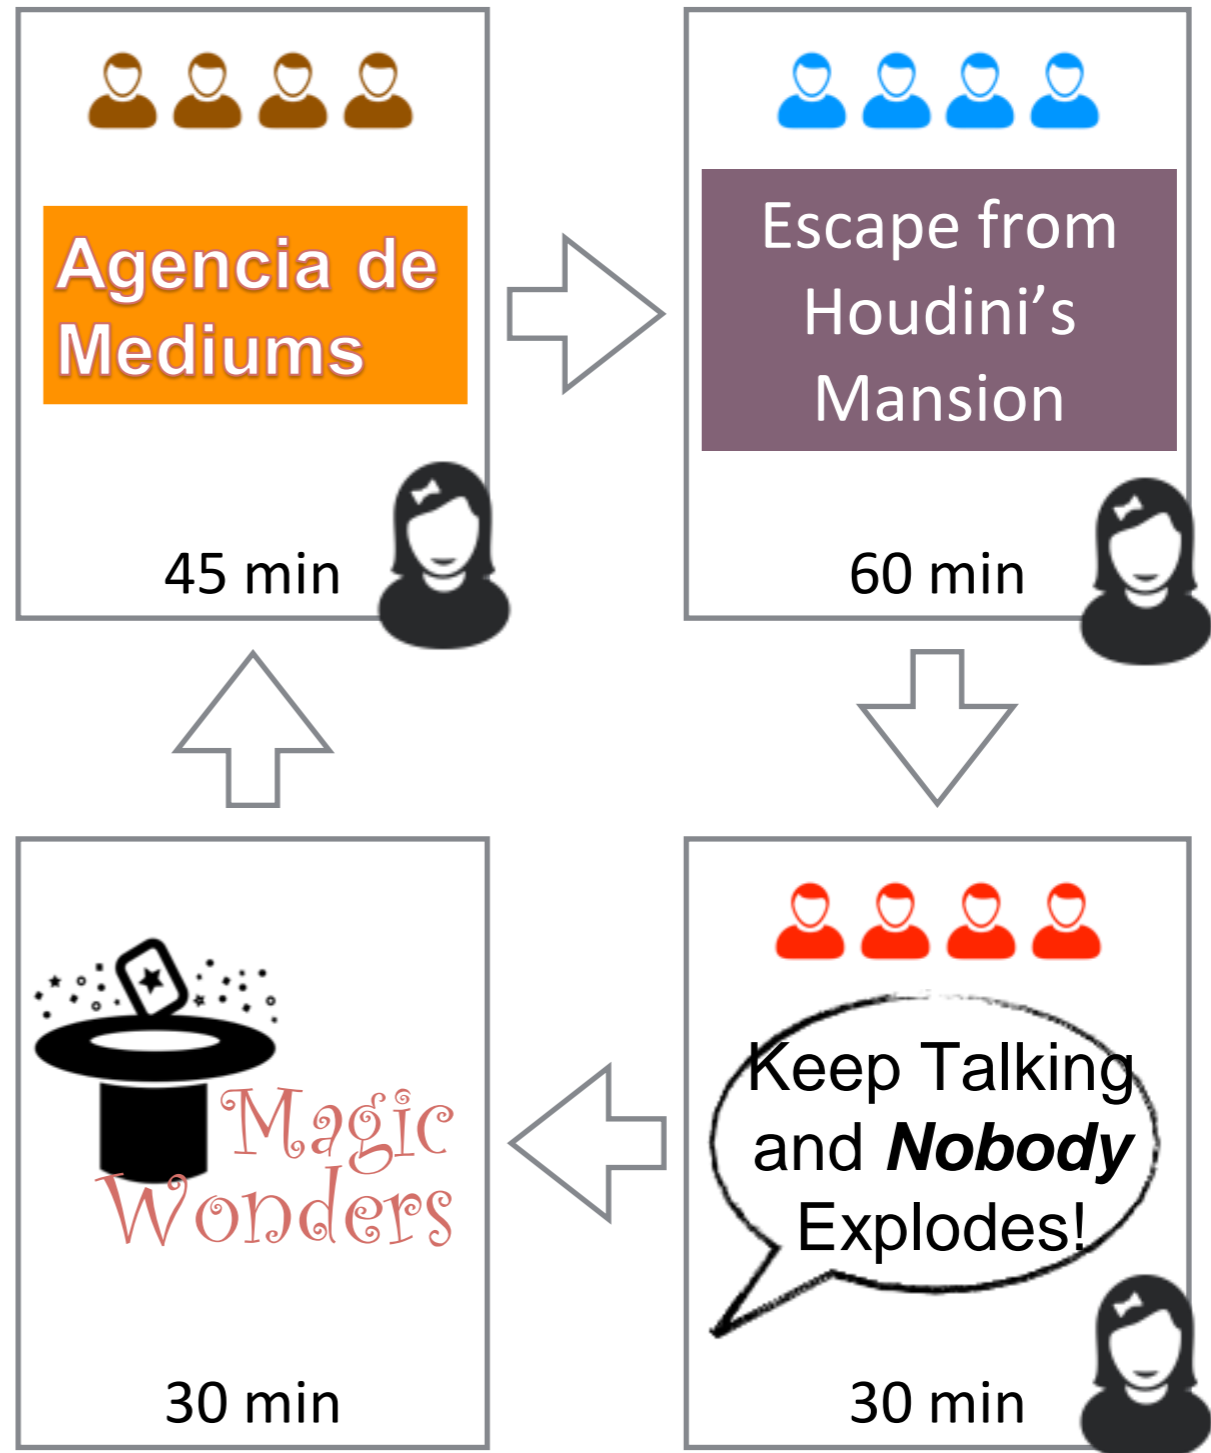 Agencia de
Mediums
45 min
Escape from
Houdini’s
Mansion
60 min
Magic
Wonders
30 min
Keep Talking
and Nobody
Explodes!
30 min